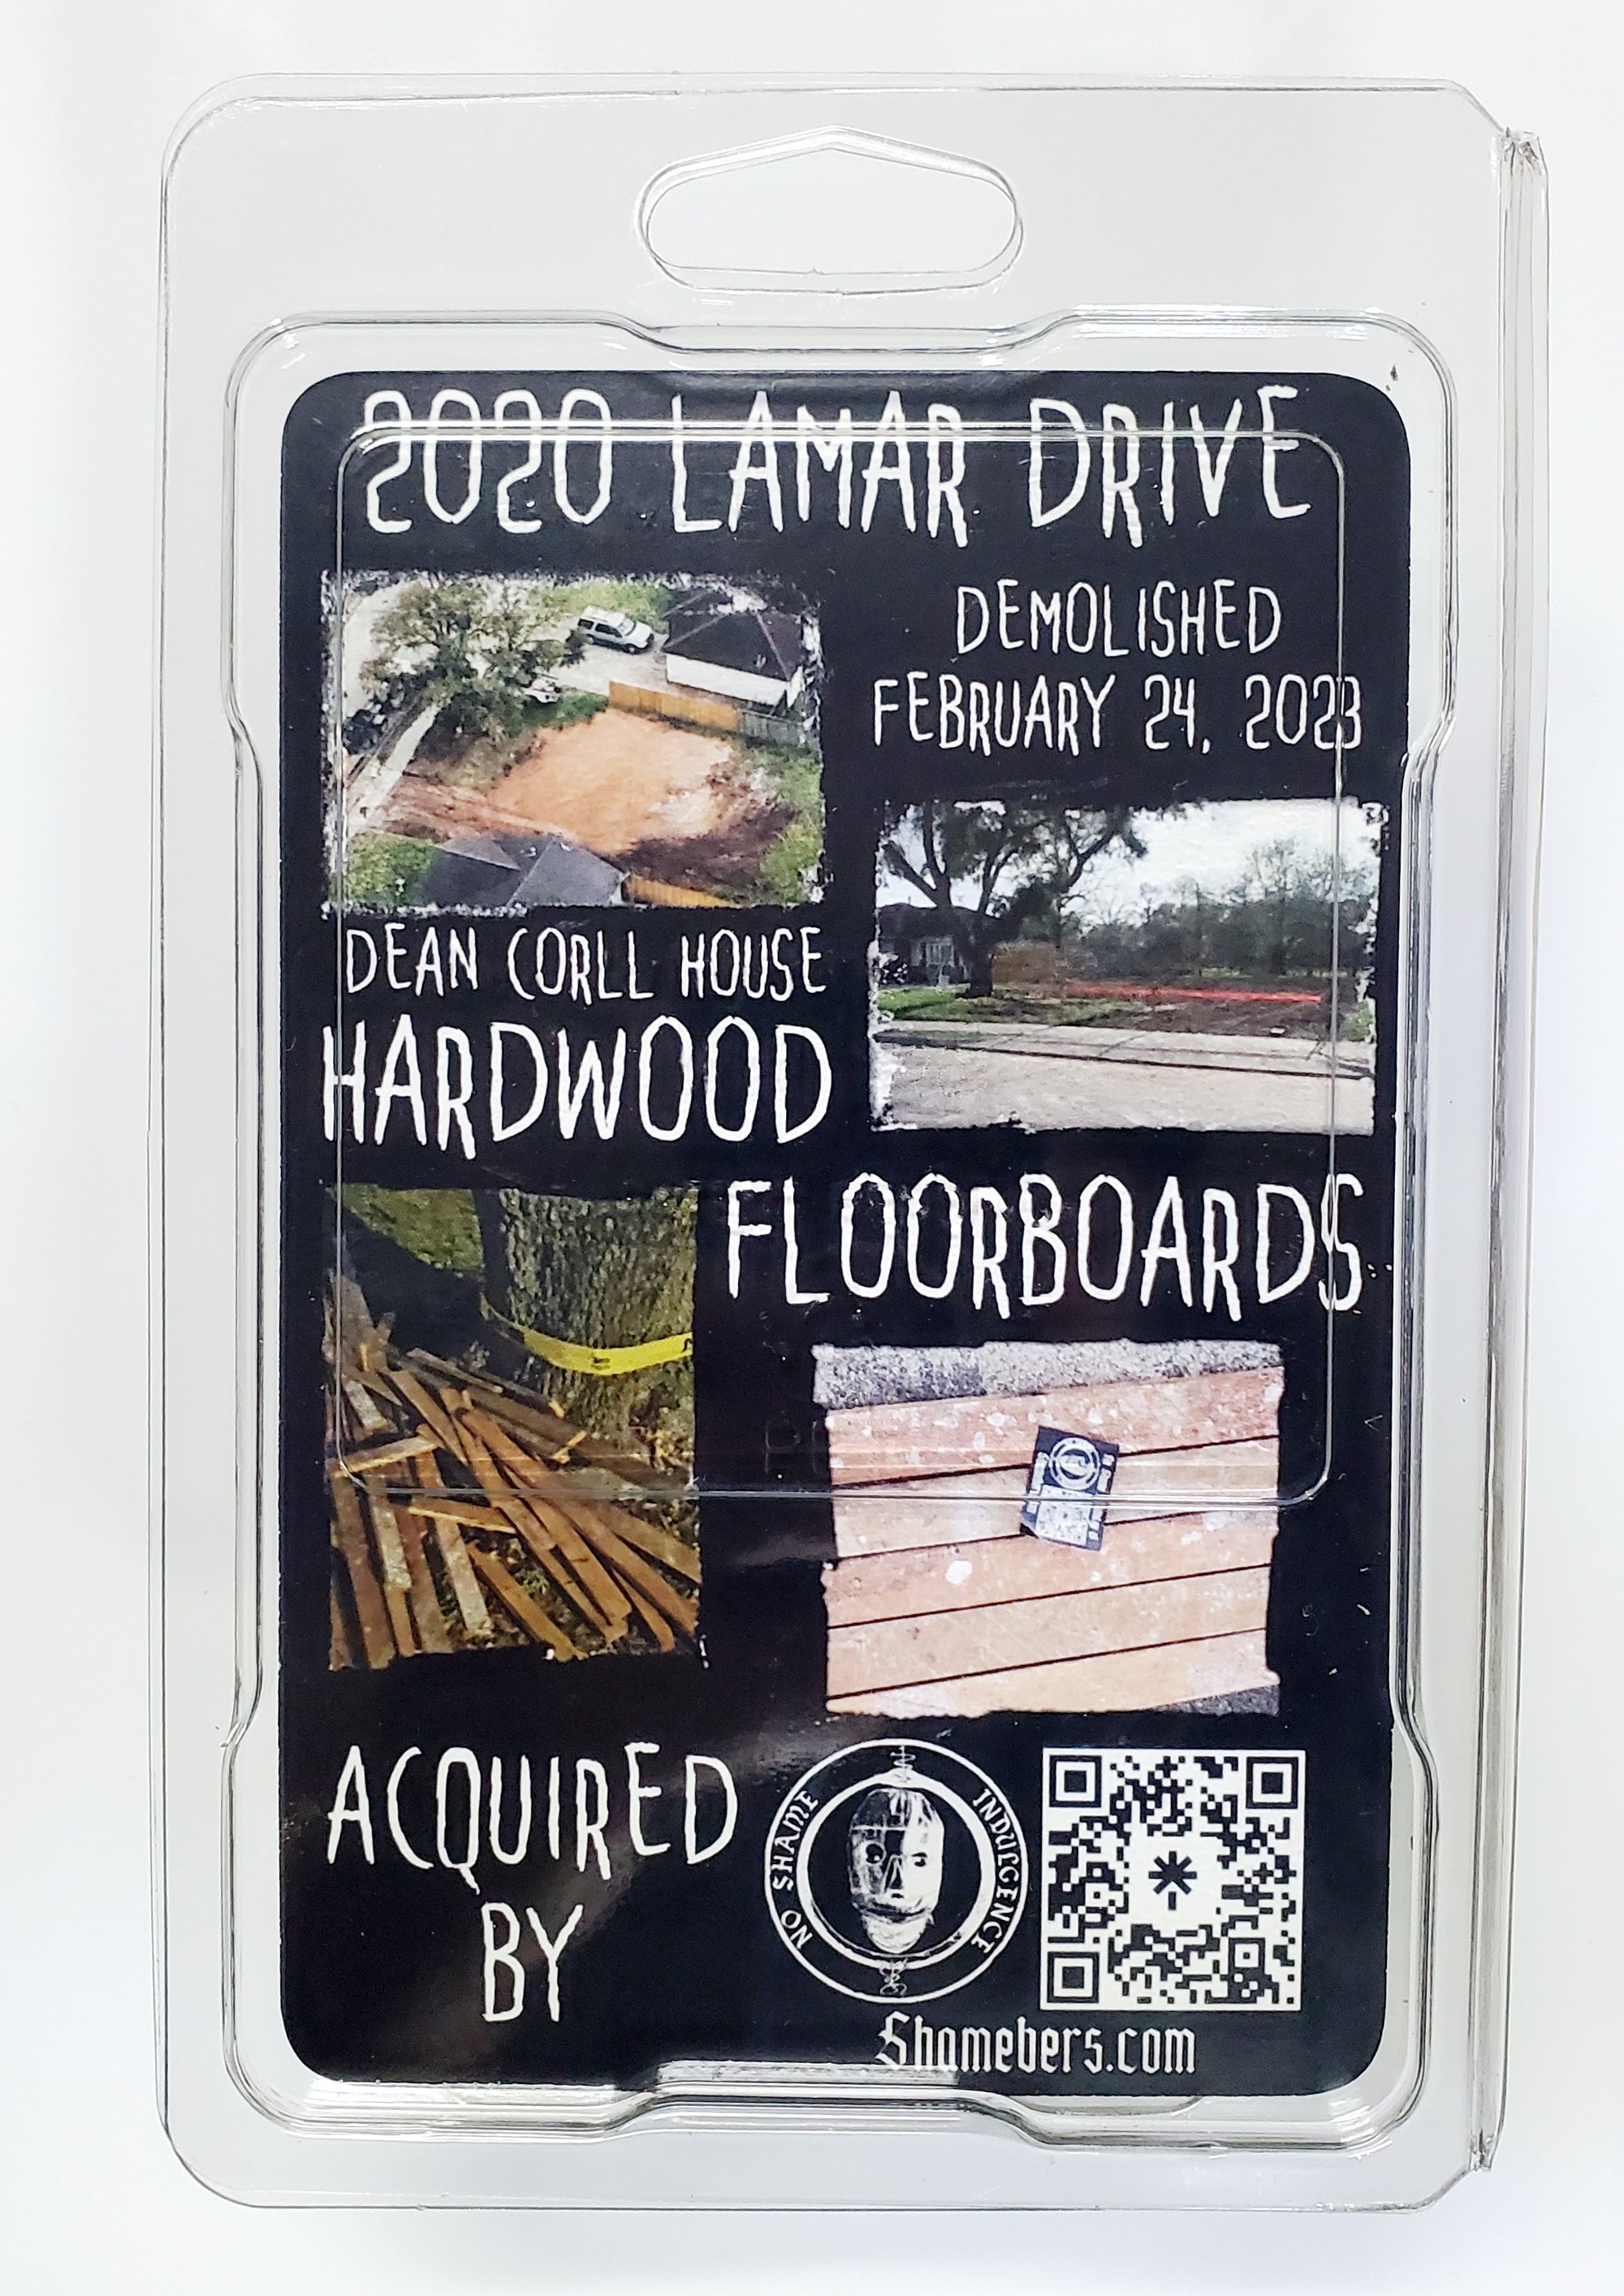 2020 LAMAR DRIVE
DEMOLISHED
FEBRUARY 24, 2023
DEAN CORLL HOUSE
HARDWOOD
FLOORBOARDS
ACQUIRED
BY
NO SHAME INDULGENCE
Shamebers.com